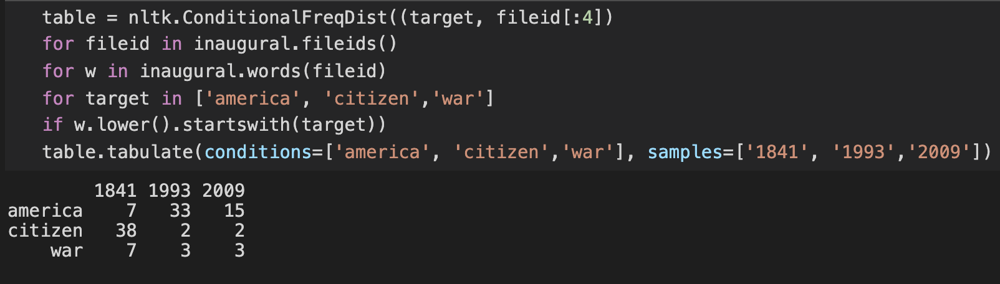 table = nltk.ConditionalFreqDist((target, fileid[:4])
for fileid in inaugural.fileids()
for w in inaugural.words(fileid)
for target in ['america', 'citizen','war']
if w.lower().startswith(target))
table.tabulate(conditions=['america', 'citizen','war'], samples=['1841', '1993','2009'])
1841 1993 2009
america 7 33 15
citizen 38 2 2
war 7 3 3